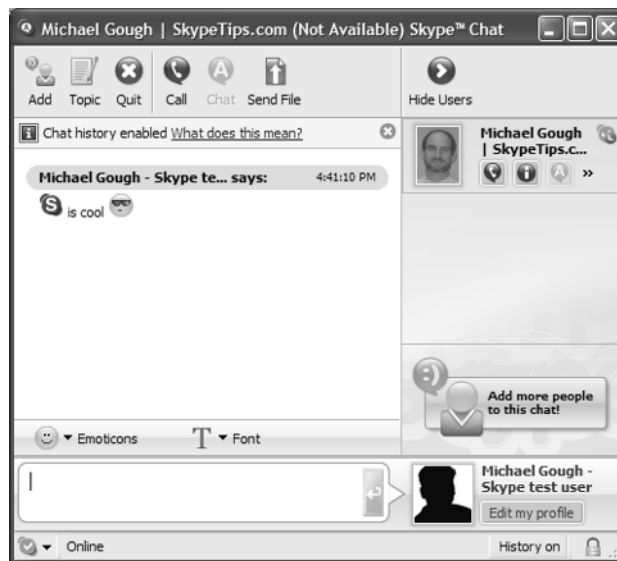 Michael Gough | SkypeTips.com (Not Available) Skype™ Chat
Add Topic Quit Call Chat Send File Hide Users
Chat history enabled What does this mean?
Michael Gough
| SkypeTips.c...
Michael Gough - Skype te... says: 4:41:10 PM
is cool
Add more people
to this chat!
Emoticons Font
Michael Gough -
Skype test user
Edit my profile
Online History on